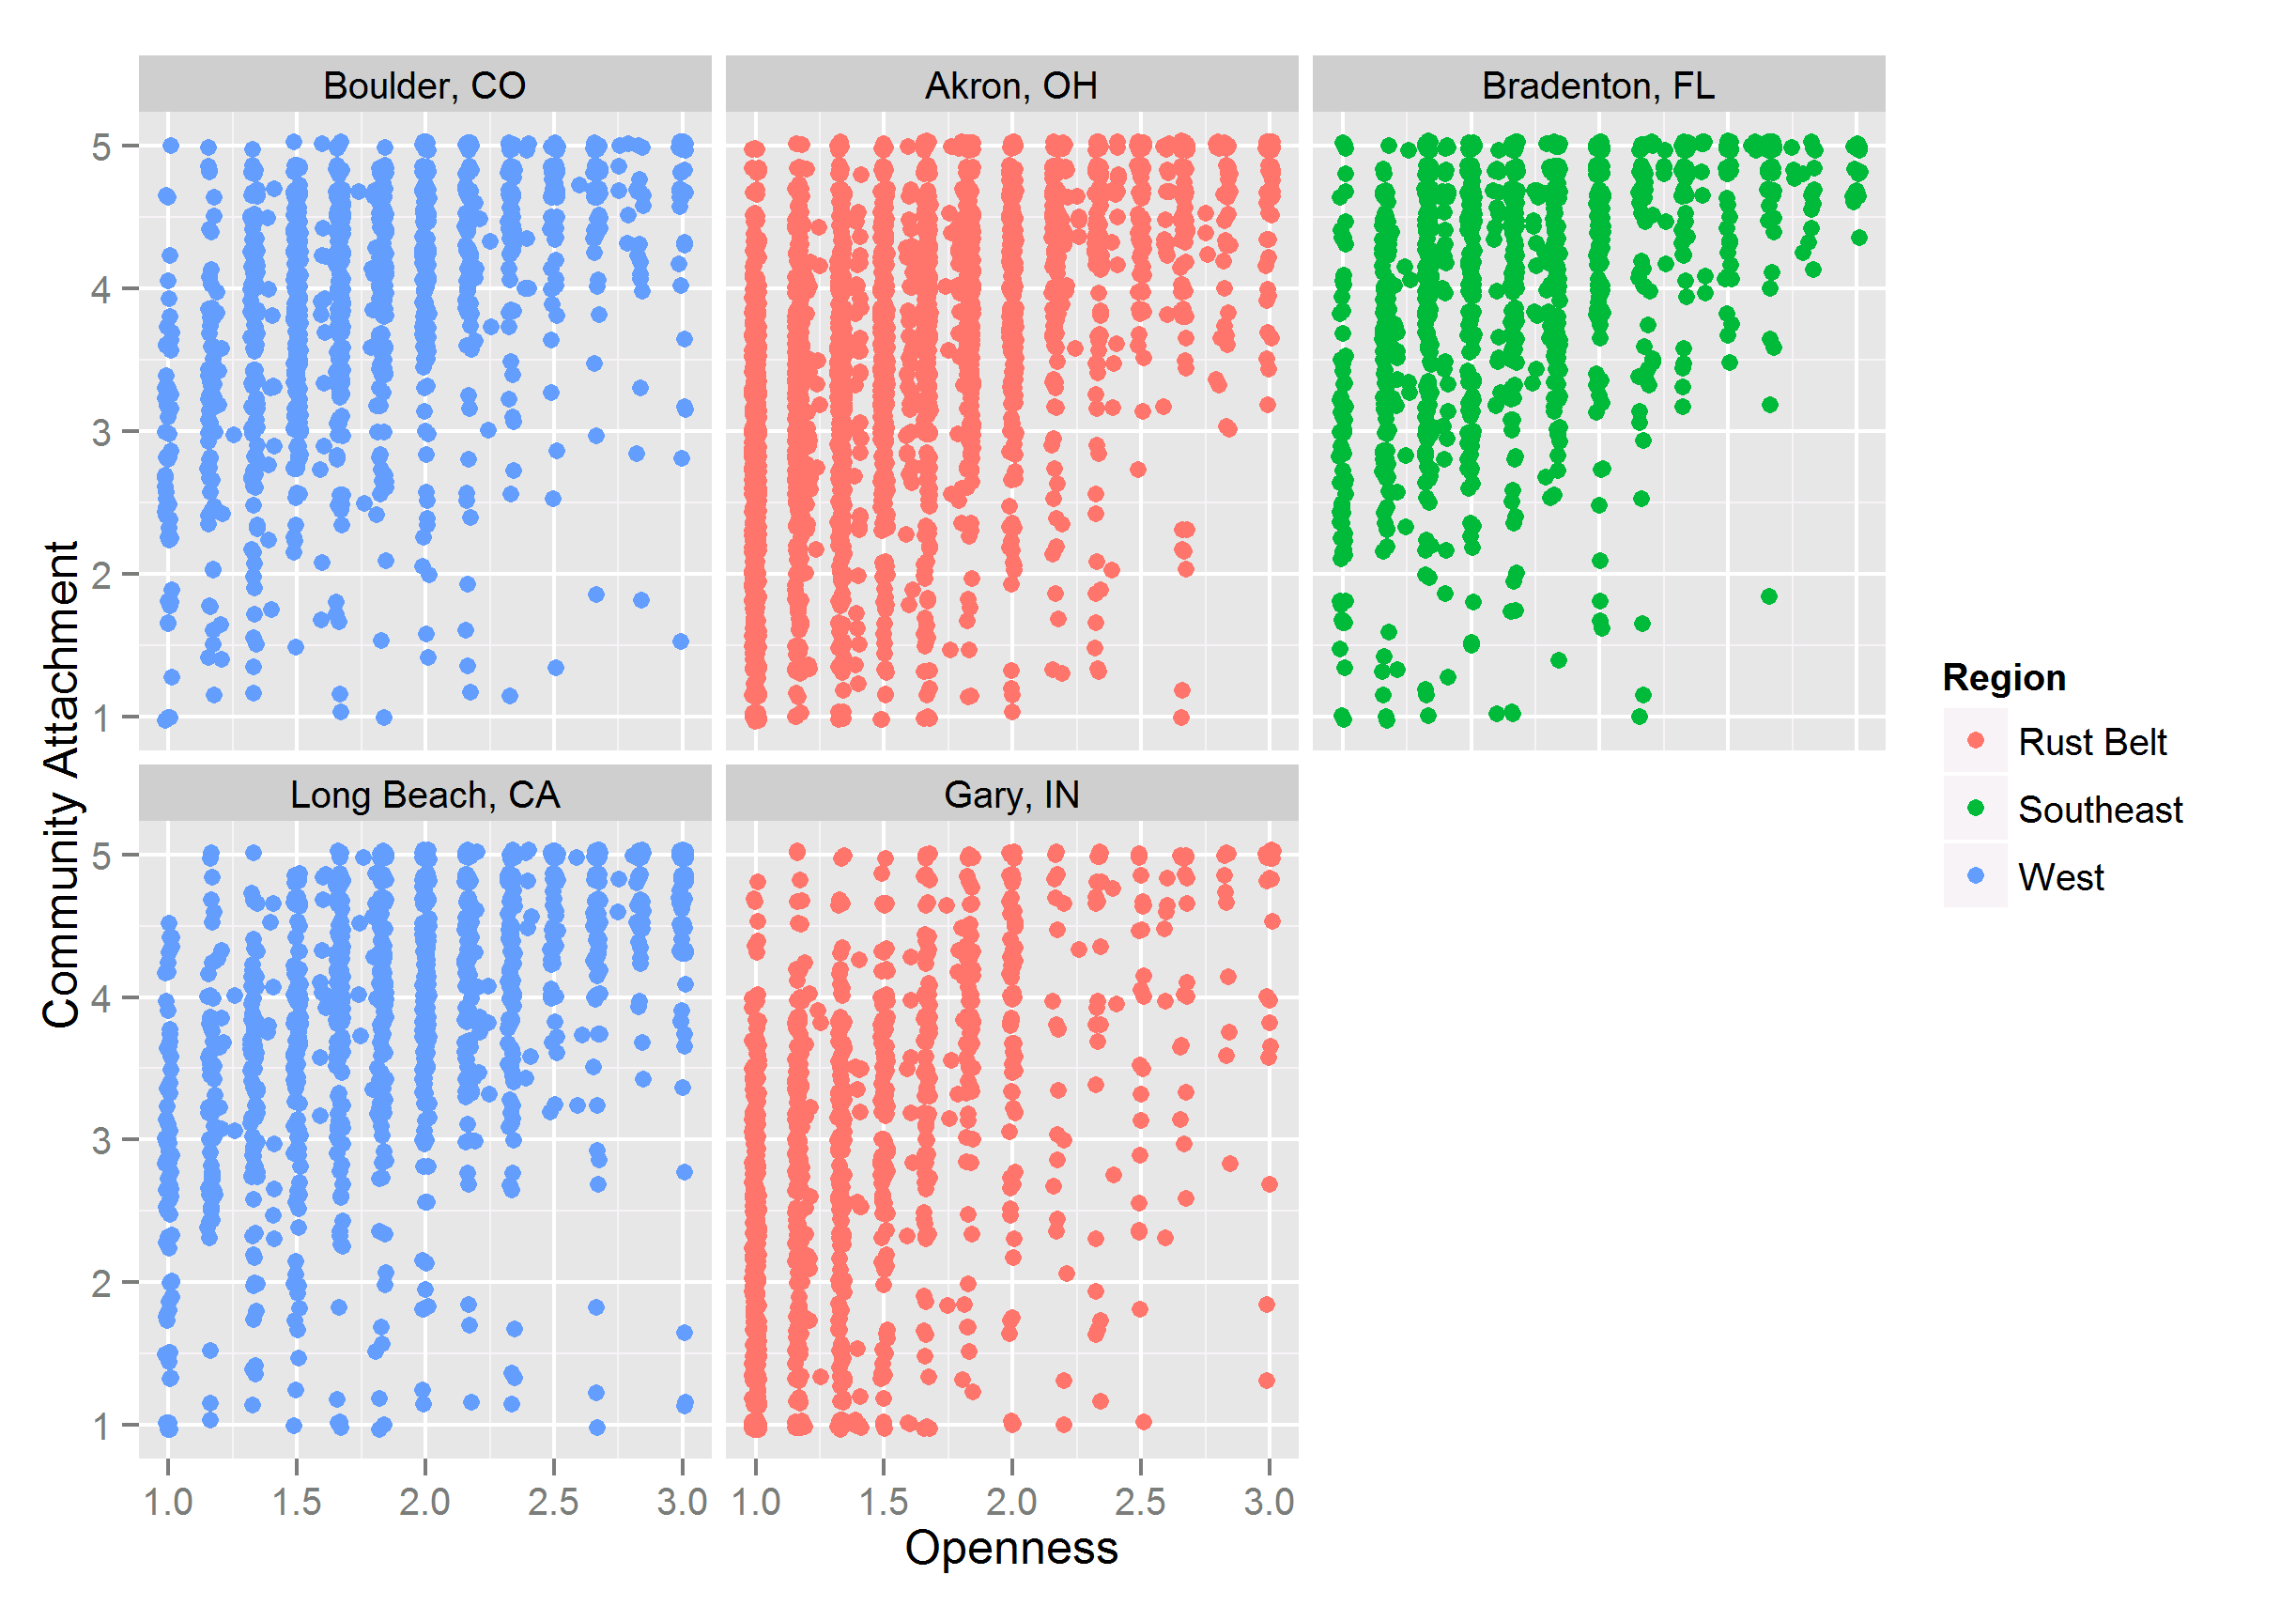 Boulder, CO
Akron, OH
Bradenton, FL
5
4
3
2
1
Community Attachment
Long Beach, CA
Gary, IN
5
4
3
2
1
1.0 1.5 2.0 2.5 3.0
1.0 1.5 2.0 2.5 3.0
Openness
Region
Rust Belt
Southeast
West